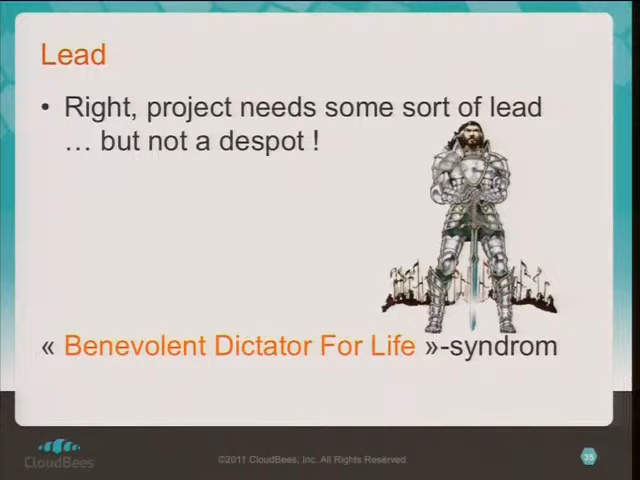 Lead
• Right, project needs some sort of lead
… but not a despot !
« Benevolent Dictator For Life »-syndrom
CloudBees
©2011 CloudBees, Inc. All Rights Reserved
35